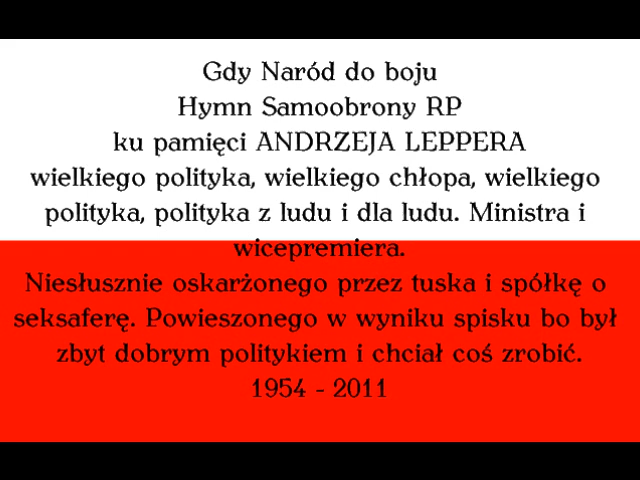 Gdy Naród do boju
Hymn Samoobrony RP
ku pamięci ANDRZEJA LEPPERA
wielkiego polityka, wielkiego chłopa, wielkiego
polityka, polityka z ludu i dla ludu. Ministra i
wicepremiera.
Niesłusznie oskarżonego przez tuska i spółkę o
seksaferę. Powieszonego w wyniku spisku bo był
zbyt dobrym politykiem i chciał coś zrobić.
1954 - 2011